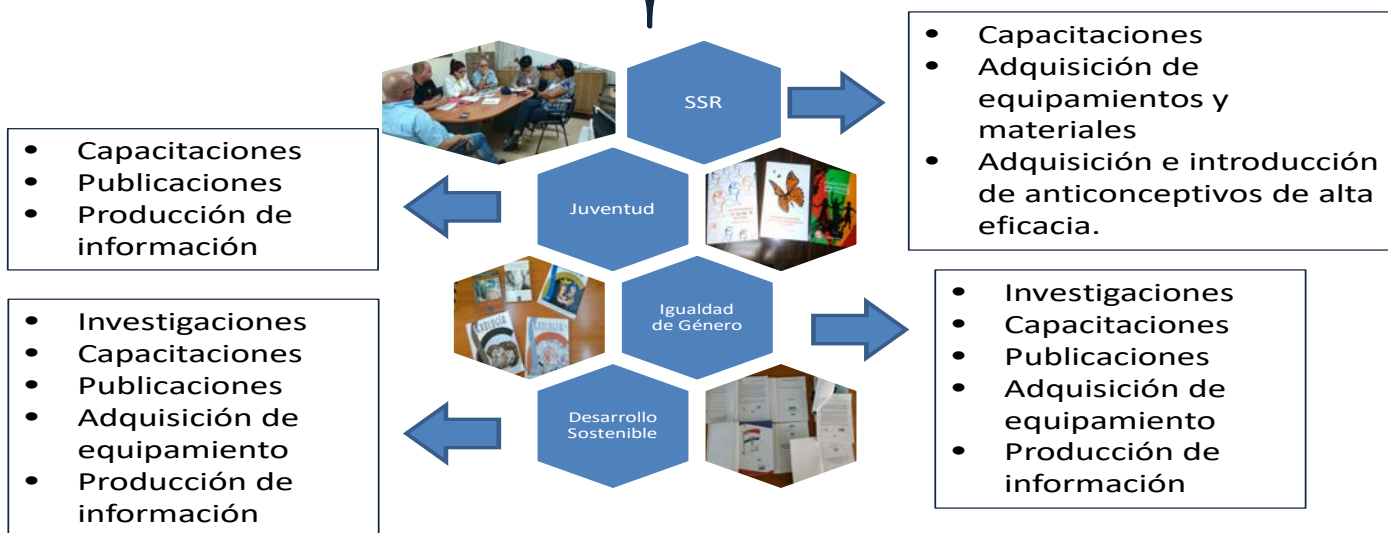 SSR
• Capacitaciones
• Adquisición de
equipamientos y
materiales
• Adquisición e introducción
de anticonceptivos de alta
eficacia.
Juventud
• Capacitaciones
• Publicaciones
• Producción de
información
Igualdad
de Género
• Investigaciones
• Capacitaciones
• Publicaciones
• Adquisición de
equipamiento
• Producción de
información
Desarrollo
Sostenible
• Investigaciones
• Capacitaciones
• Publicaciones
• Adquisición de
equipamiento
• Producción de
información